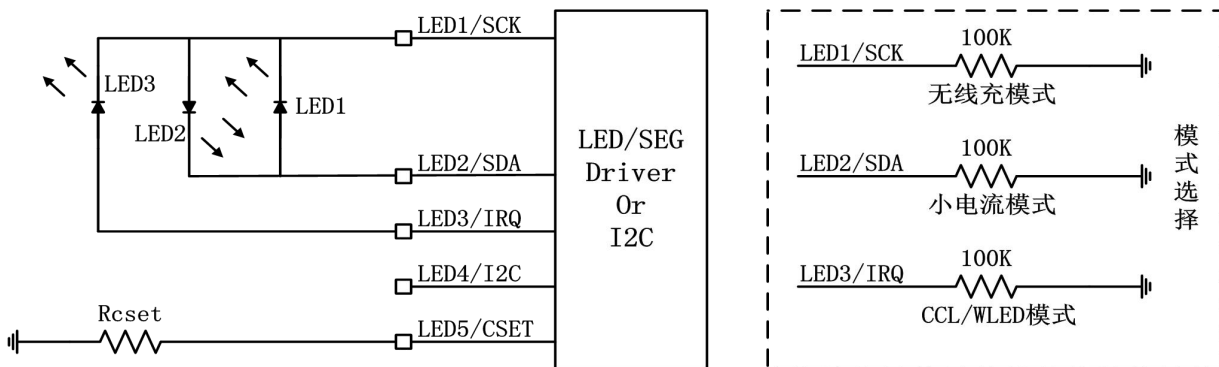 LED1/SCK
LED3
LED1
LED2
LED2/SDA
LED3/IRQ
LED4/I2C
Rcset
LED5/CSET
LED/SEG
Driver
Or
I2C
LED1/SCK
100K
无线充模式
LED2/SDA
100K
小电流模式
LED3/IRQ
100K
CCL/WLED模式
模
式
选
择